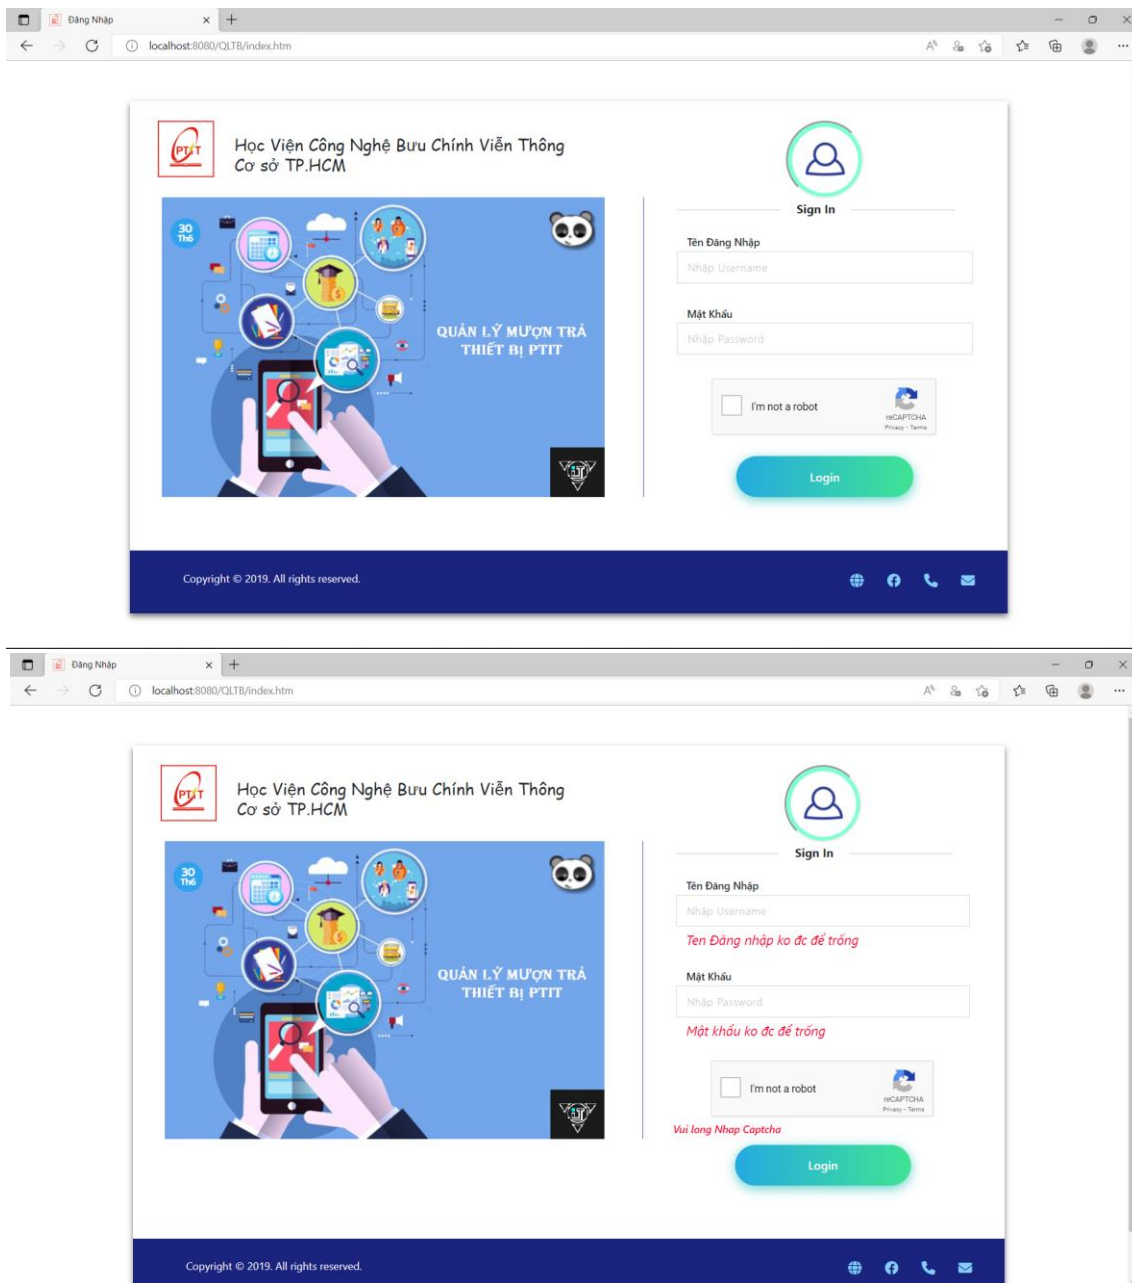 Đăng Nhập
localhost:8080/QLTB/index.htm
PTIT
Học Viện Công Nghệ Bưu Chính Viễn Thông
Cơ sở TP.HCM
30
Th6
QUẢN LÝ MƯỢN TRẢ
THIẾT BỊ PTIT
Sign In
Tên Đăng Nhập
Nhập Username
Mật Khẩu
Nhập Password
I'm not a robot
reCAPTCHA
Privacy - Terms
Login
Copyright © 2019. All rights reserved.
Đăng Nhập
localhost:8080/QLTB/index.htm
PTIT
Học Viện Công Nghệ Bưu Chính Viễn Thông
Cơ sở TP.HCM
30
Th6
QUẢN LÝ MƯỢN TRẢ
THIẾT BỊ PTIT
Sign In
Tên Đăng Nhập
Nhập Username
Ten Đăng nhập ko đc để trống
Mật Khẩu
Nhập Password
Mật khẩu ko đc để trống
I'm not a robot
reCAPTCHA
Privacy - Terms
Vui long Nhap Captcha
Login
Copyright © 2019. All rights reserved.